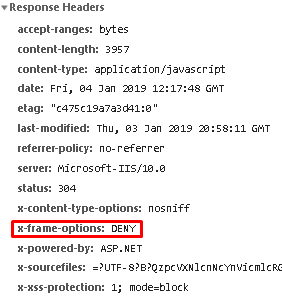 Response Headers
accept-ranges: bytes
content-length: 3957
content-type: application/javascript
date: Fri, 04 Jan 2019 12:17:48 GMT
etag: "c475c19a7a3d41:0"
last-modified: Thu, 03 Jan 2019 20:58:11 GMT
referrer-policy: no-referrer
server: Microsoft-IIS/10.0
status: 304
x-content-type-options: nosniff
x-frame-options: DENY
x-powered-by: ASP.NET
x-sourcefiles: =?UTF-8?B?QzpcVXNlcnNcYnVicmlcRG
x-xss-protection: 1; mode=block